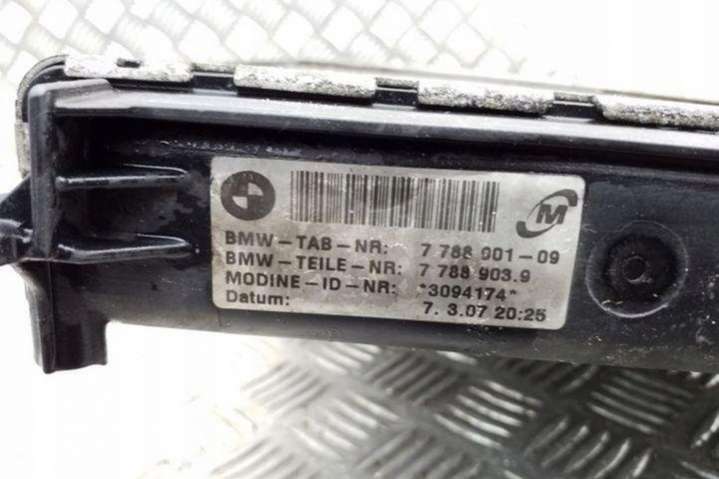 M
BMW-TAB-NR: 7 788 901-09
BMW-TEILE-NR: 7 788 903.9
MODINE-ID-NR: *3094174*
Datum: 7. 3.07 20:25